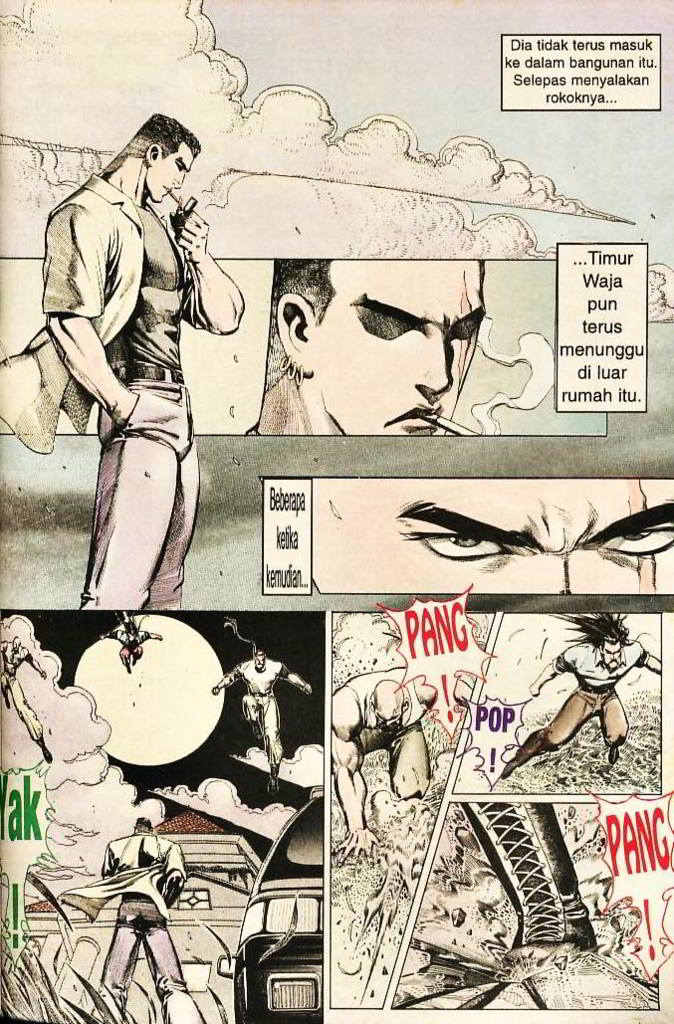 Dia tidak terus masuk
ke dalam bangunan itu.
Selepas menyalakan
rokoknya...
...Timur
Waja
pun
terus
menunggu
di luar
rumah itu.
Beberapa
ketika
kemudian...
Yak
!
PANG
!
POP
!
PANG
!